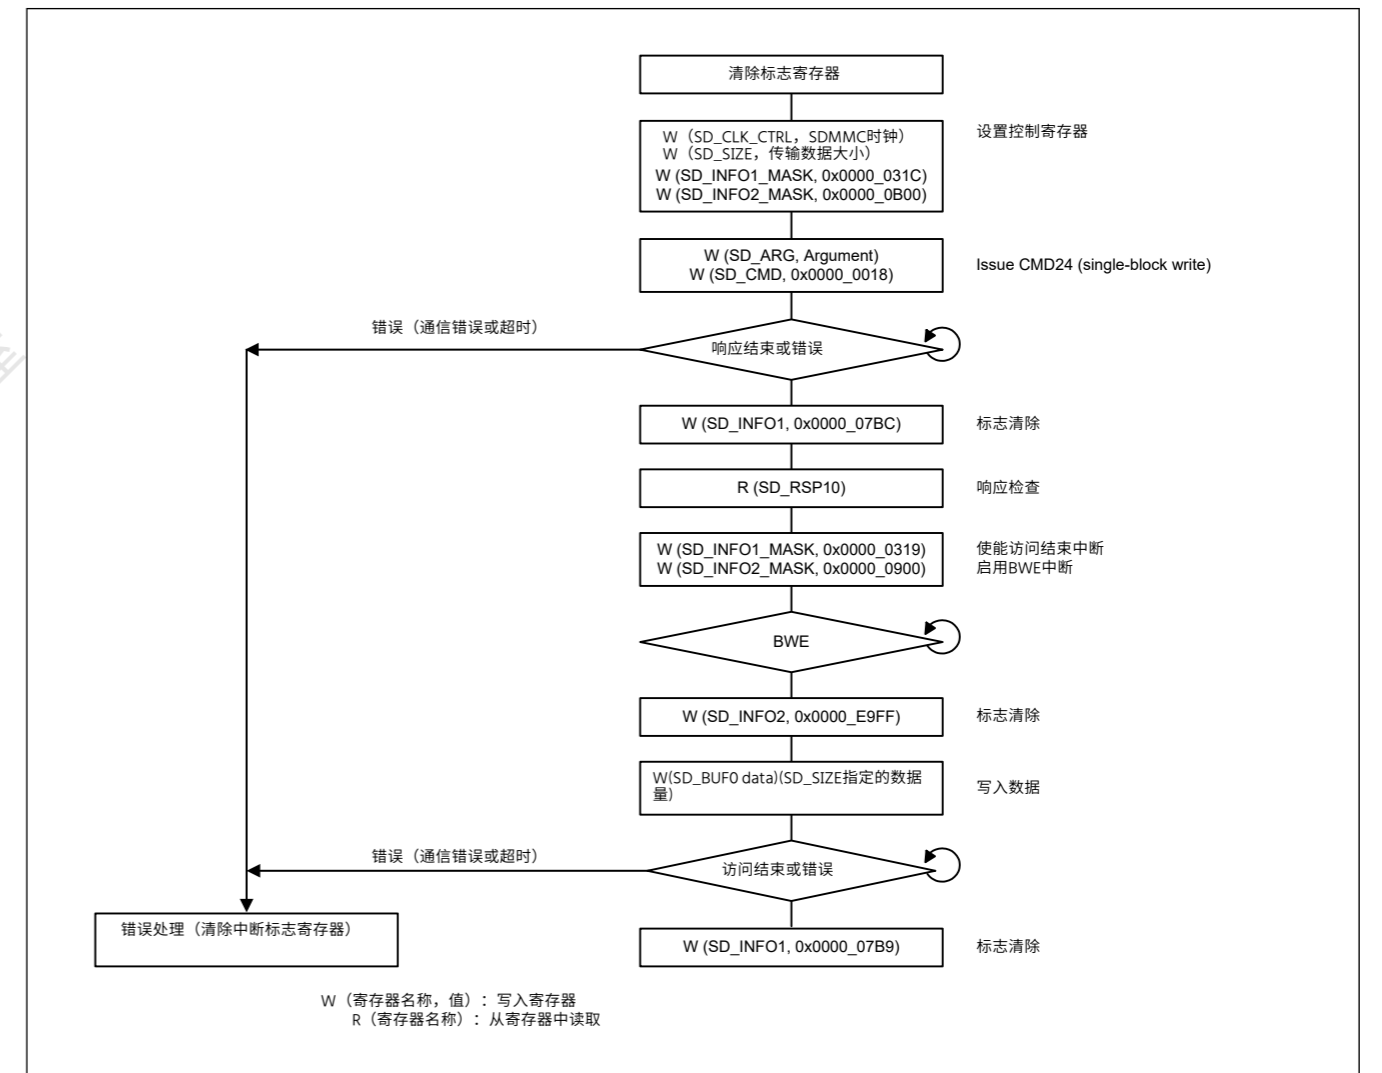 清除标志寄存器
W（SD_CLK_CTRL，SDMMC时钟）
W（SD_SIZE，传输数据大小）
W (SD_INFO1_MASK, 0x0000_031C)
W (SD_INFO2_MASK, 0x0000_0B00)
设置控制寄存器
W (SD_ARG, Argument)
W (SD_CMD, 0x0000_0018)
Issue CMD24 (single-block write)
错误（通信错误或超时）
响应结束或错误
W (SD_INFO1, 0x0000_07BC)
标志清除
R (SD_RSP10)
响应检查
W (SD_INFO1_MASK, 0x0000_0319)
W (SD_INFO2_MASK, 0x0000_0900)
使能访问结束中断
启用BWE中断
BWE
W (SD_INFO2, 0x0000_E9FF)
标志清除
W(SD_BUF0 data)(SD_SIZE指定的数据
量)
写入数据
错误（通信错误或超时）
访问结束或错误
错误处理（清除中断标志寄存器）
W (SD_INFO1, 0x0000_07B9)
标志清除
W（寄存器名称，值）：写入寄存器
R（寄存器名称）：从寄存器中读取